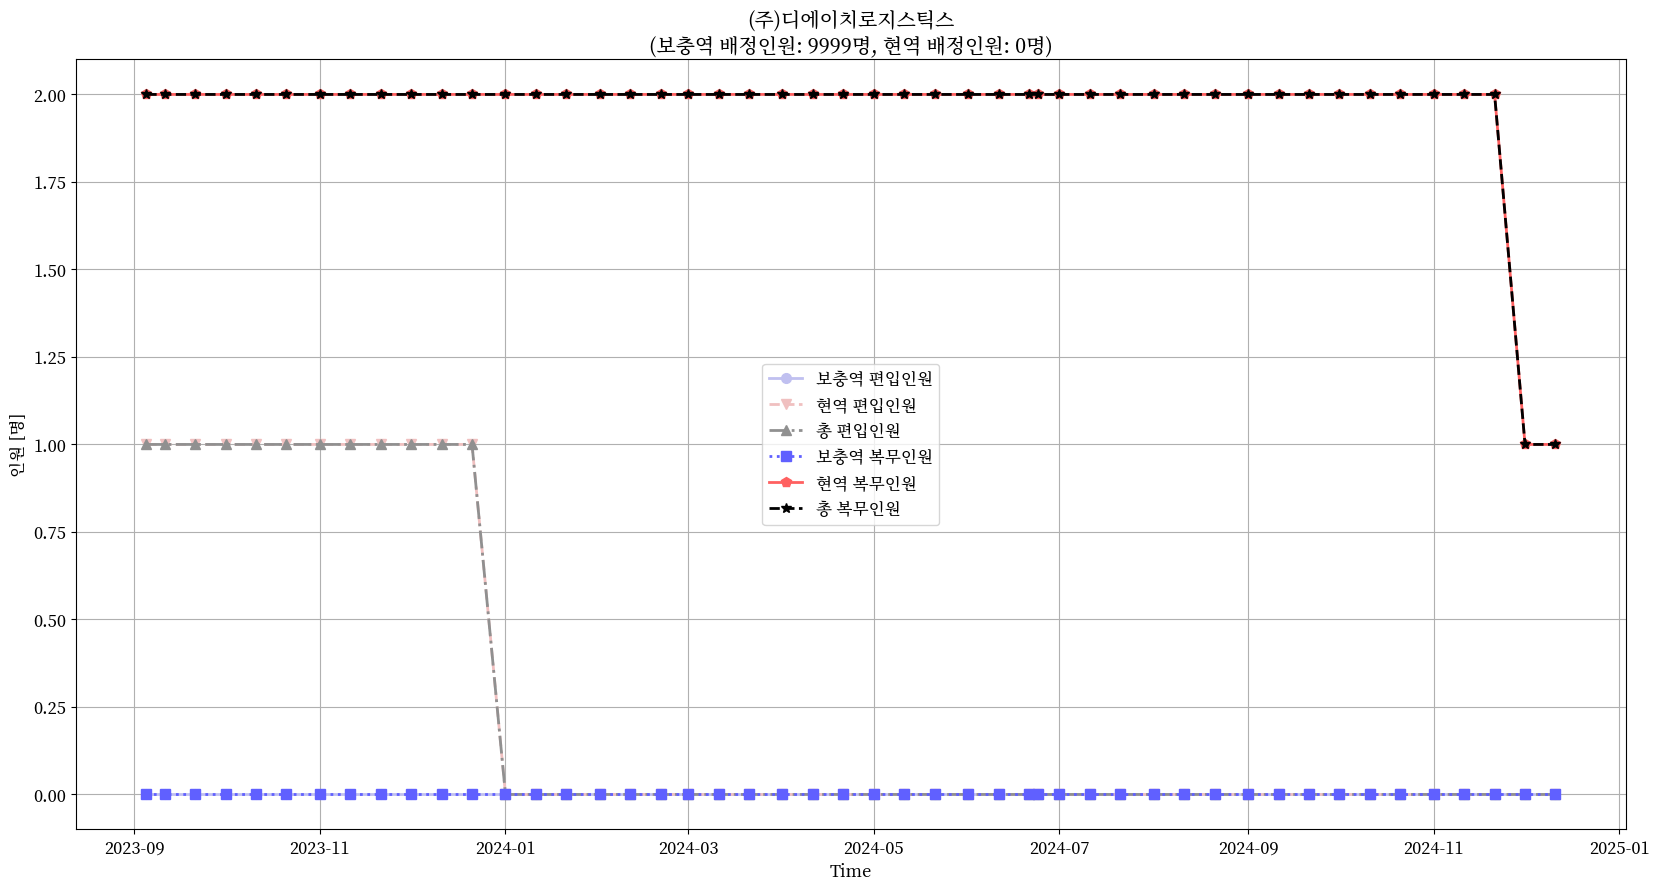 (주)디에이치로지스틱스
(보충역 배정인원: 9999명, 현역 배정인원: 0명)
인원 [명]
2.00
1.75
1.50
1.25
1.00
0.75
0.50
0.25
0.00
보충역 편입인원
현역 편입인원
총 편입인원
보충역 복무인원
현역 복무인원
총 복무인원
2023-09
2023-11
2024-01
2024-03
2024-05
2024-07
2024-09
2024-11
2025-01
Time